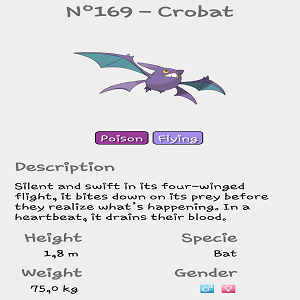 Nº169 – Crobat
Poison Flying
Description
Silent and swift in its four-winged
flight, it bites down on its prey before
they realize what's happening. In a
heartbeat, it drains their blood.
Height Specie
1,8 m Bat
Weight Gender
75,0 kg ♂ ♀